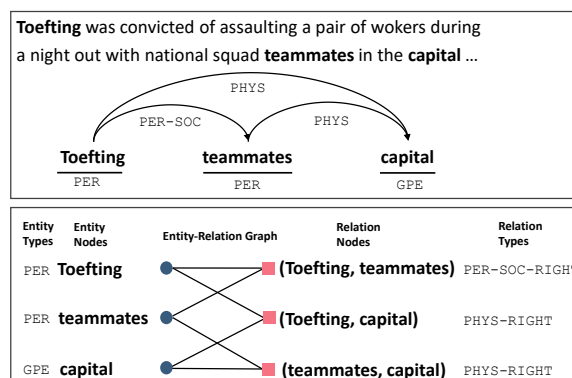 Toefting was convicted of assaulting a pair of wokers during
a night out with national squad teammates in the capital ...
PHYS
PER-SOC PHYS
Toefting teammates capital
PER PER GPE
Entity Types Entity Nodes Entity-Relation Graph Relation Nodes Relation Types
PER Toefting (Toefting, teammates) PER-SOC-RIGHT
PER teammates (Toefting, capital) PHYS-RIGHT
GPE capital (teammates, capital) PHYS-RIGHT